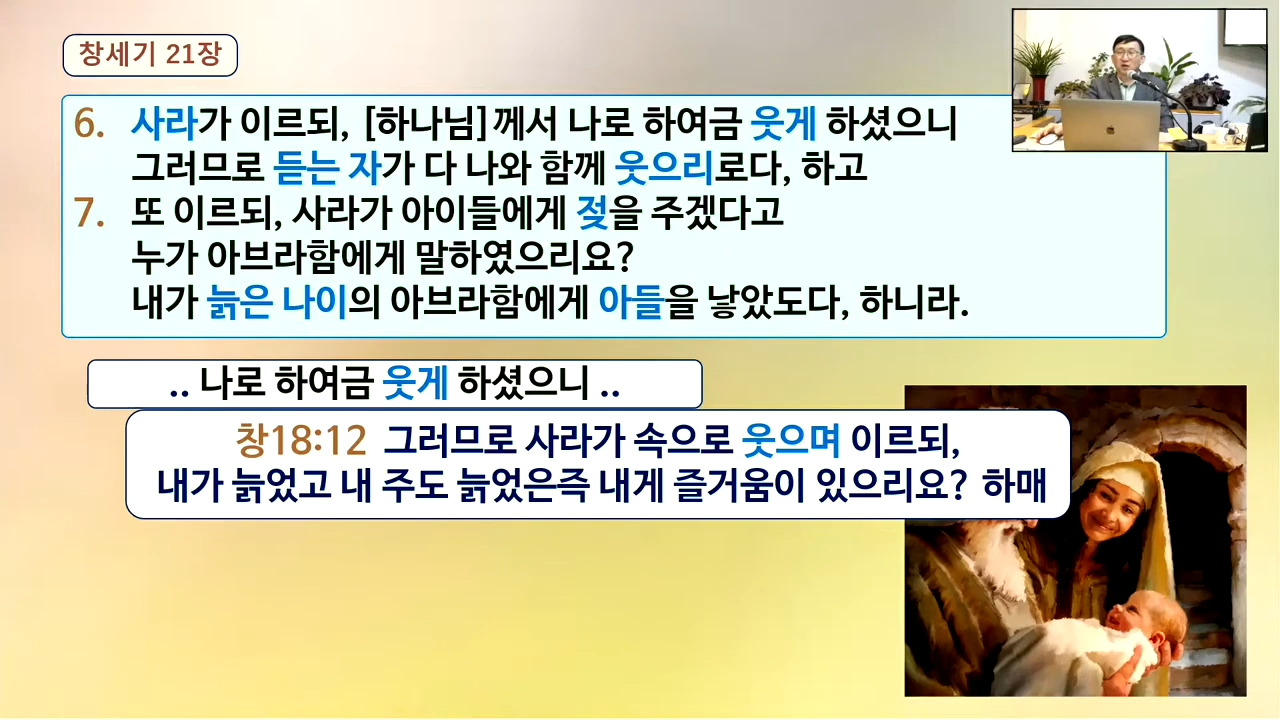 창세기 21장
6. 사라가 이르되, [하나님]께서 나로 하여금 웃게 하셨으니
그러므로 듣는 자가 다 나와 함께 웃으리로다, 하고
7. 또 이르되, 사라가 아이들에게 젖을 주겠다고
누가 아브라함에게 말하였으리요?
내가 늙은 나이의 아브라함에게 아들을 낳았도다, 하니라.
.. 나로 하여금 웃게 하셨으니 ..
창18:12 그러므로 사라가 속으로 웃으며 이르되,
내가 늙었고 내 주도 늙었은즉 내게 즐거움이 있으리요? 하매